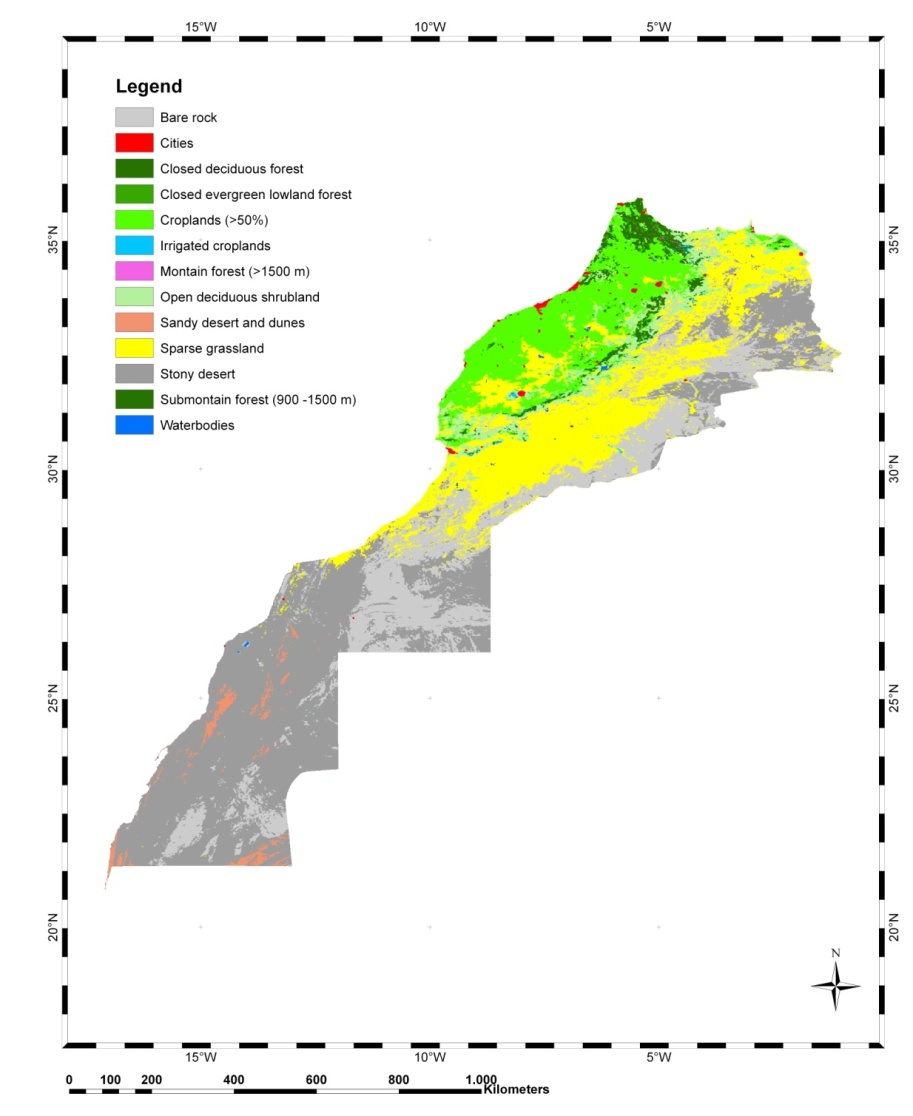 15°W 10°W 5°W
Legend
Bare rock
Cities
Closed deciduous forest
Closed evergreen lowland forest
Croplands (>50%)
Irrigated croplands
Montain forest (>1500 m)
Open deciduous shrubland
Sandy desert and dunes
Sparse grassland
Stony desert
Submontain forest (900 -1500 m)
Waterbodies
35°N 35°N
30°N 30°N
25°N 25°N
20°N 20°N
N
15°W 10°W 5°W
0 100 200 400 600 800 1.000
Kilometers